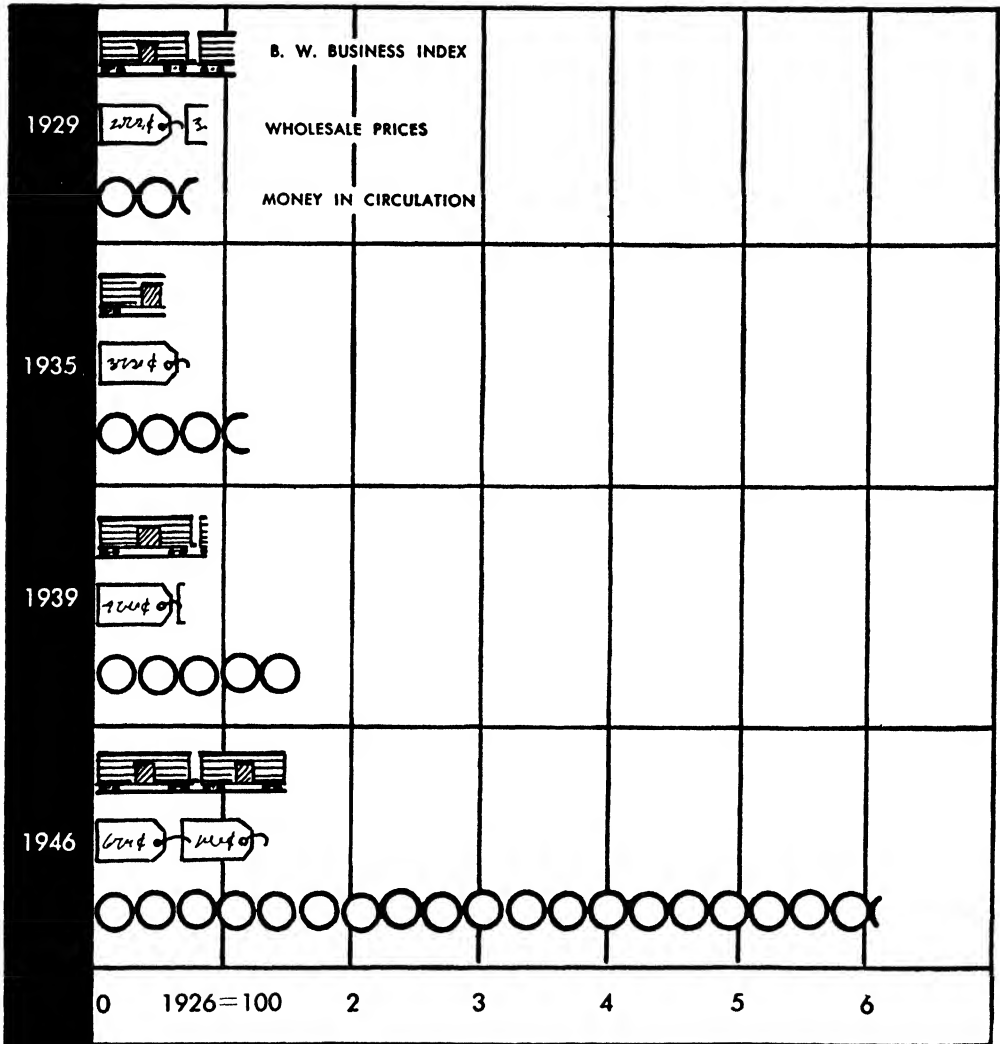 B. W. BUSINESS INDEX
1929
WHOLESALE PRICES
MONEY IN CIRCULATION
1935
1939
1946
0 1926=100 2 3 4 5 6